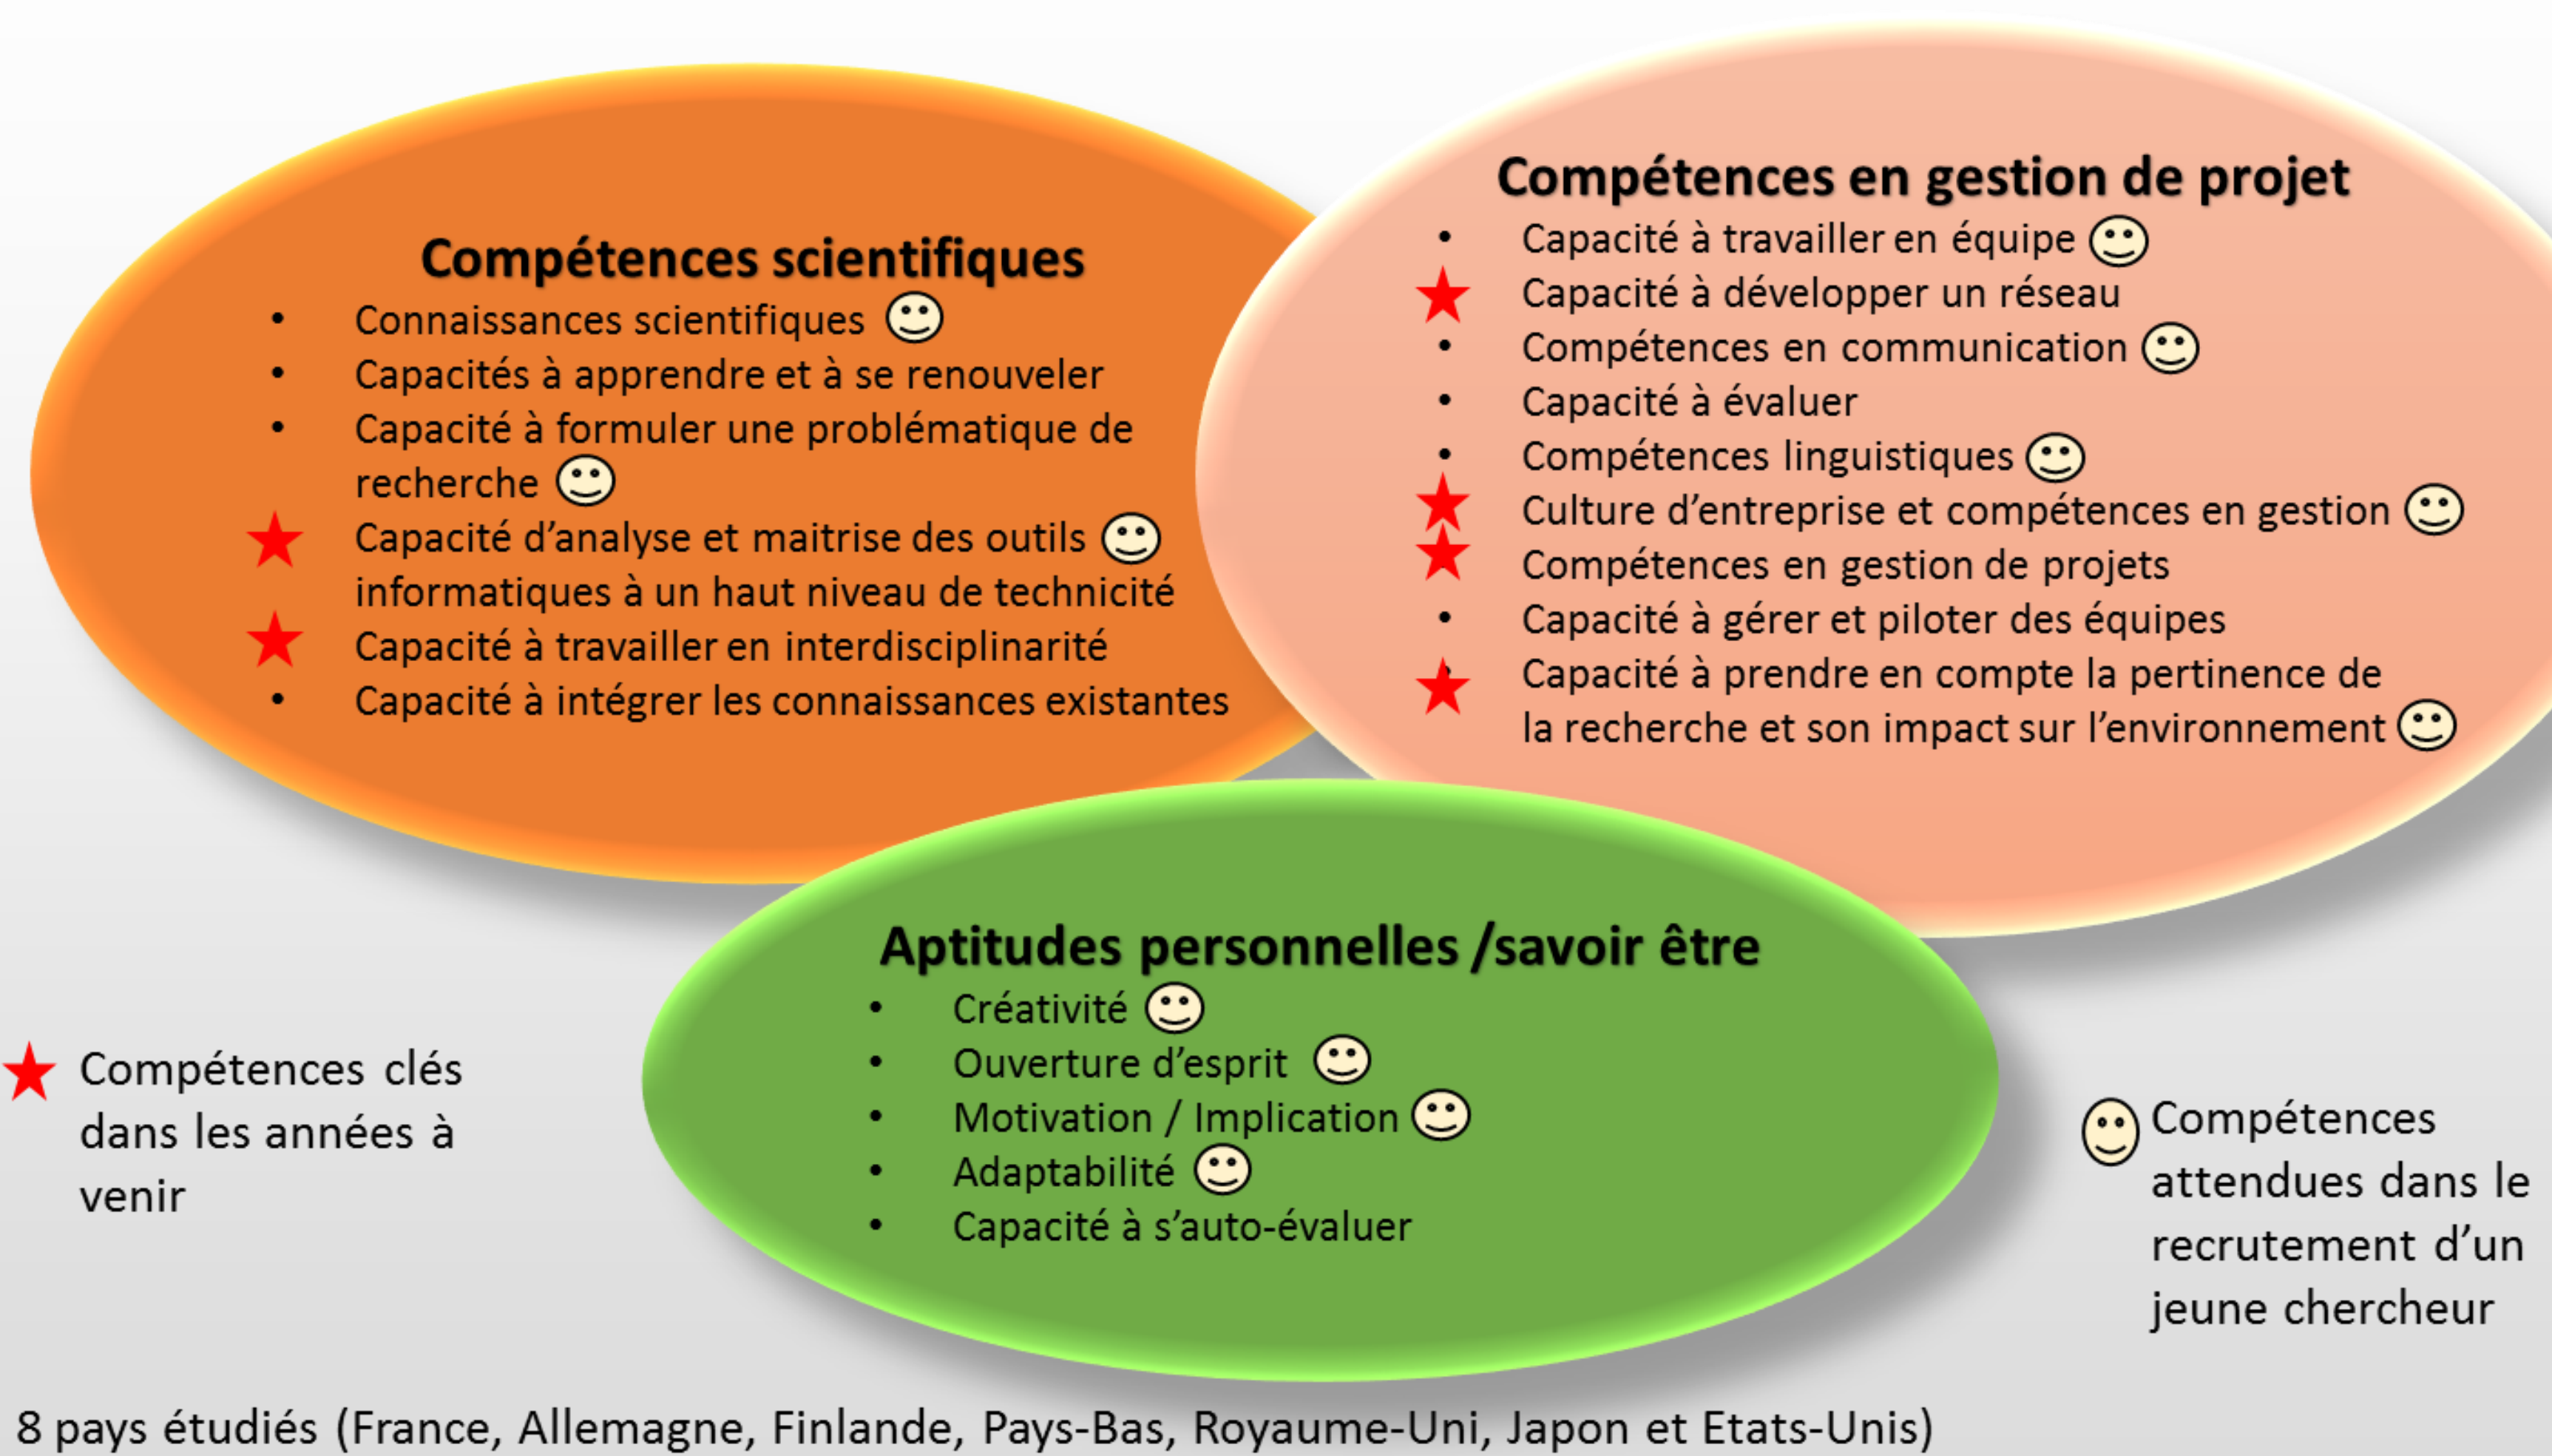 Compétences scientifiques
• Connaissances scientifiques
• Capacités à apprendre et à se renouveler
• Capacité à formuler une problématique de
recherche
Capacité d’analyse et maitrise des outils
informatiques à un haut niveau de technicité
Capacité à travailler en interdisciplinarité
• Capacité à intégrer les connaissances existantes
Compétences en gestion de projet
• Capacité à travailler en équipe
Capacité à développer un réseau
• Compétences en communication
• Capacité à évaluer
• Compétences linguistiques
Culture d’entreprise et compétences en gestion
Compétences en gestion de projets
• Capacité à gérer et piloter des équipes
Capacité à prendre en compte la pertinence de
la recherche et son impact sur l’environnement
Aptitudes personnelles /savoir être
• Créativité
• Ouverture d’esprit
• Motivation / Implication
• Adaptabilité
• Capacité à s’auto-évaluer
Compétences clés
dans les années à
venir
Compétences
attendues dans le
recrutement d’un
jeune chercheur
8 pays étudiés (France, Allemagne, Finlande, Pays-Bas, Royaume-Uni, Japon et Etats-Unis)